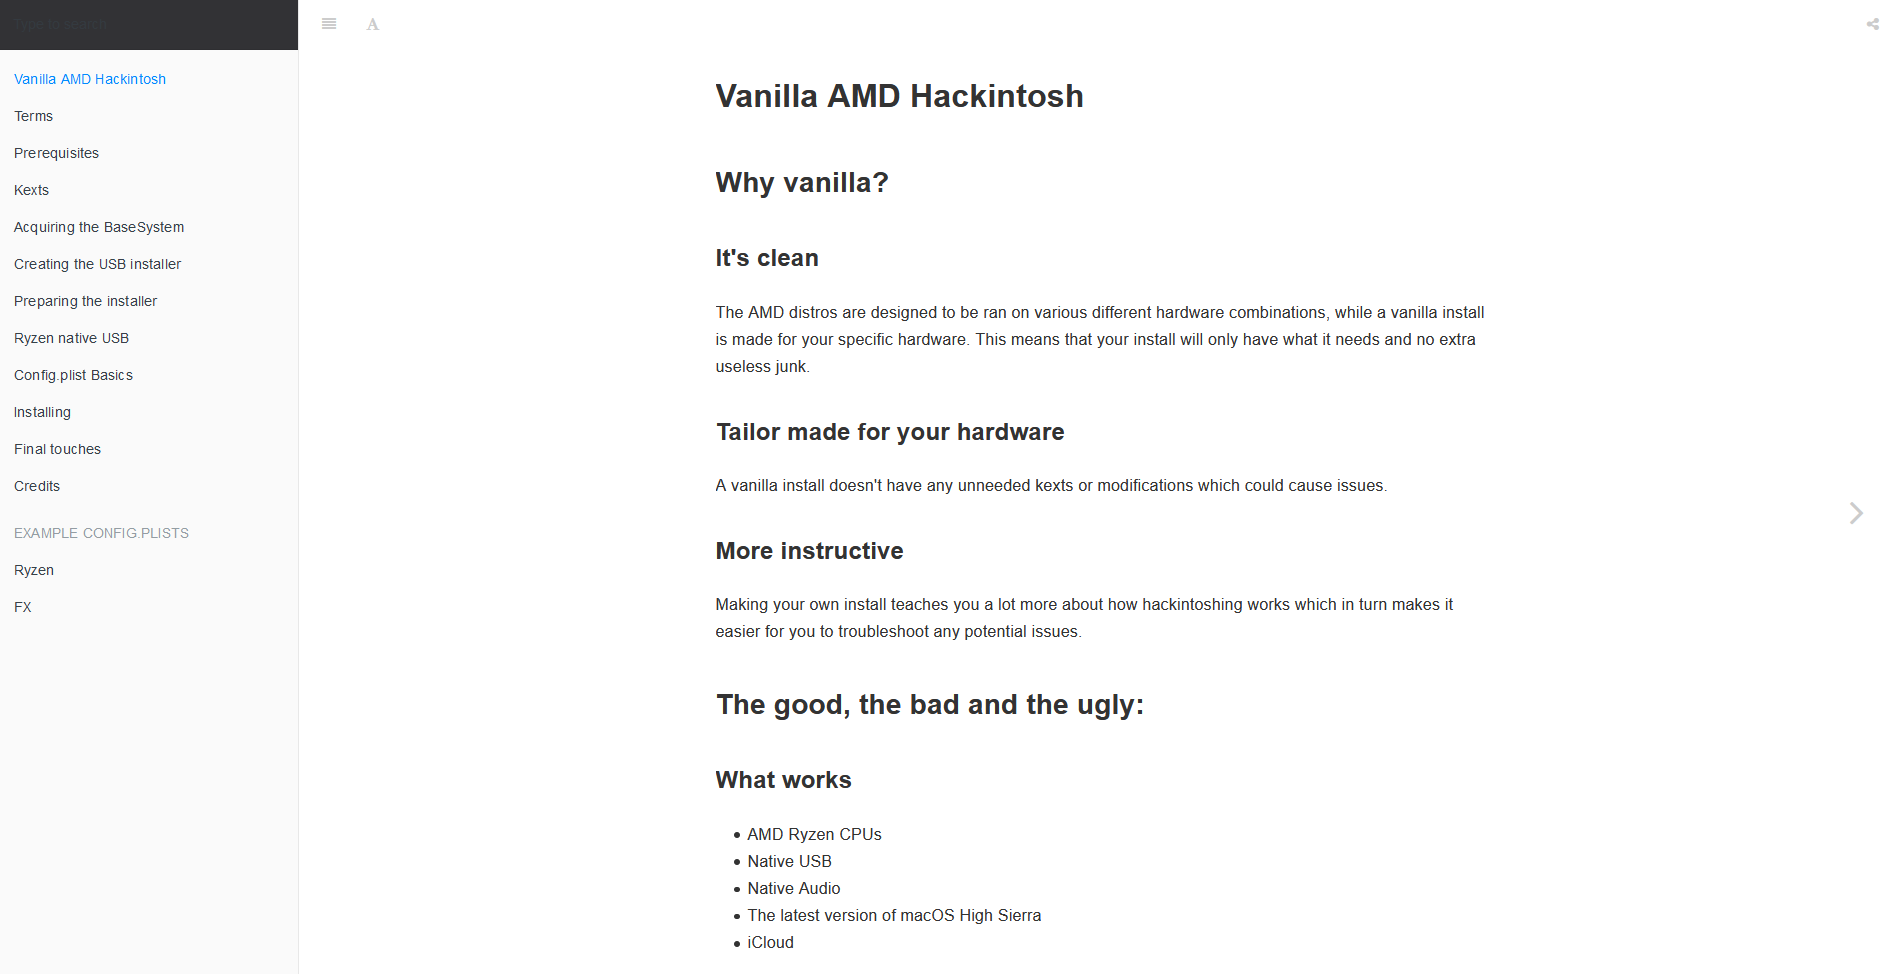 Type to search
Vanilla AMD Hackintosh
Terms
Prerequisites
Kexts
Acquiring the BaseSystem
Creating the USB installer
Preparing the installer
Ryzen native USB
Config.plist Basics
Installing
Final touches
Credits
EXAMPLE CONFIG.PLISTS
Ryzen
FX
A
Vanilla AMD Hackintosh
Why vanilla?
It's clean
The AMD distros are designed to be ran on various different hardware combinations, while a vanilla install
is made for your specific hardware. This means that your install will only have what it needs and no extra
useless junk.
Tailor made for your hardware
A vanilla install doesn't have any unneeded kexts or modifications which could cause issues.
More instructive
Making your own install teaches you a lot more about how hackintoshing works which in turn makes it
easier for you to troubleshoot any potential issues.
The good, the bad and the ugly:
What works
• AMD Ryzen CPUs
• Native USB
• Native Audio
• The latest version of macOS High Sierra
• iCloud